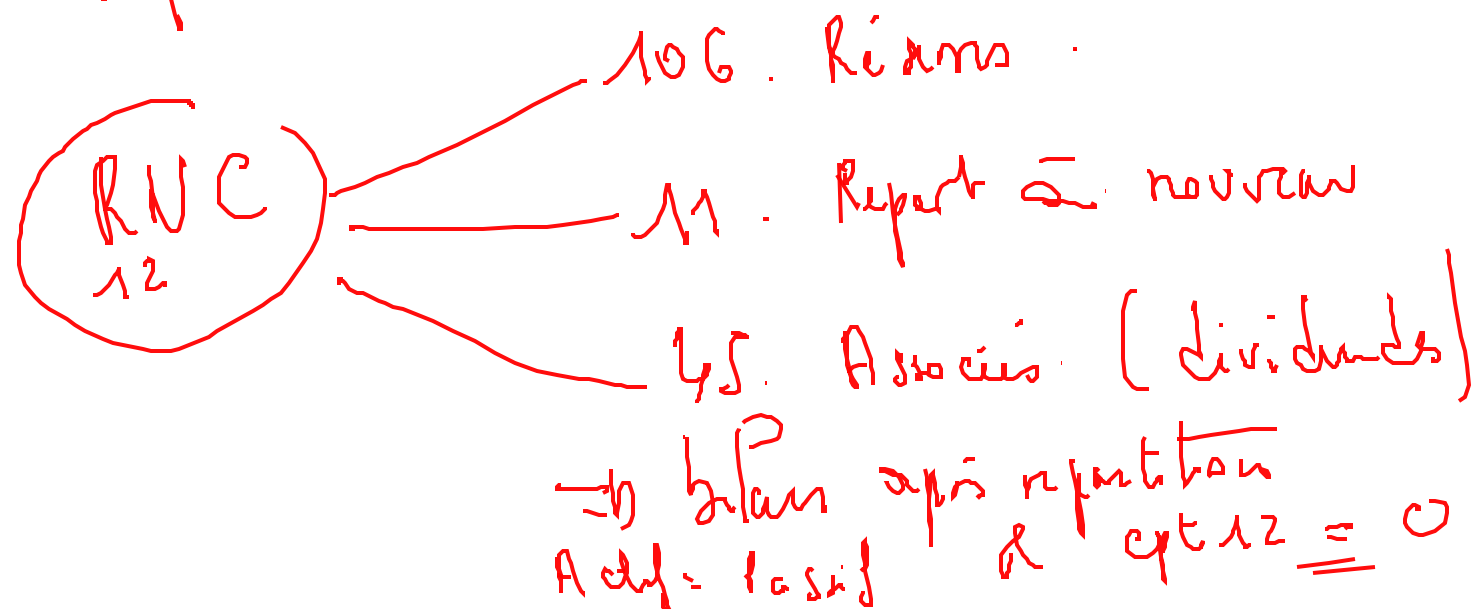 106. Réserves.
RNC
12
11. Report à nouveau
45. Associés (dividendes)
=> bilan après répartition
Actif = Passif & cpt 12 = 0